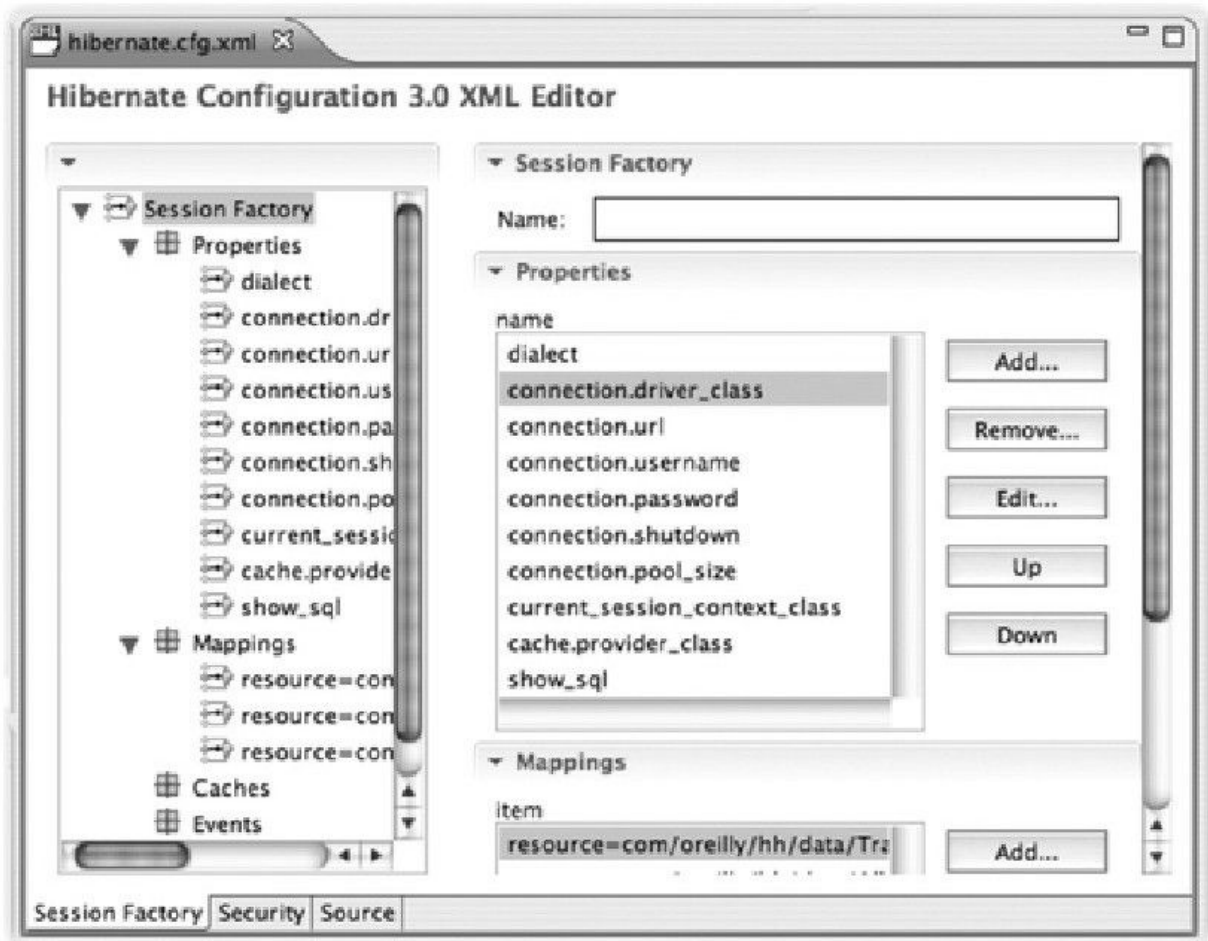 hibernate.cfg.xml
Hibernate Configuration 3.0 XML Editor
Session Factory
Properties
dialect
connection.dr
connection.ur
connection.us
connection.pa
connection.sh
connection.po
current_sessio
cache.provide
show_sql
Mappings
resource=con
resource=con
resource=con
Caches
Events
Session Factory
Name:
Properties
name
dialect
connection.driver_class
connection.url
connection.username
connection.password
connection.shutdown
connection.pool_size
current_session_context_class
cache.provider_class
show_sql
Add...
Remove...
Edit...
Up
Down
Mappings
item
resource=com/oreilly/hh/data/Tra
Add...
Session Factory
Security
Source